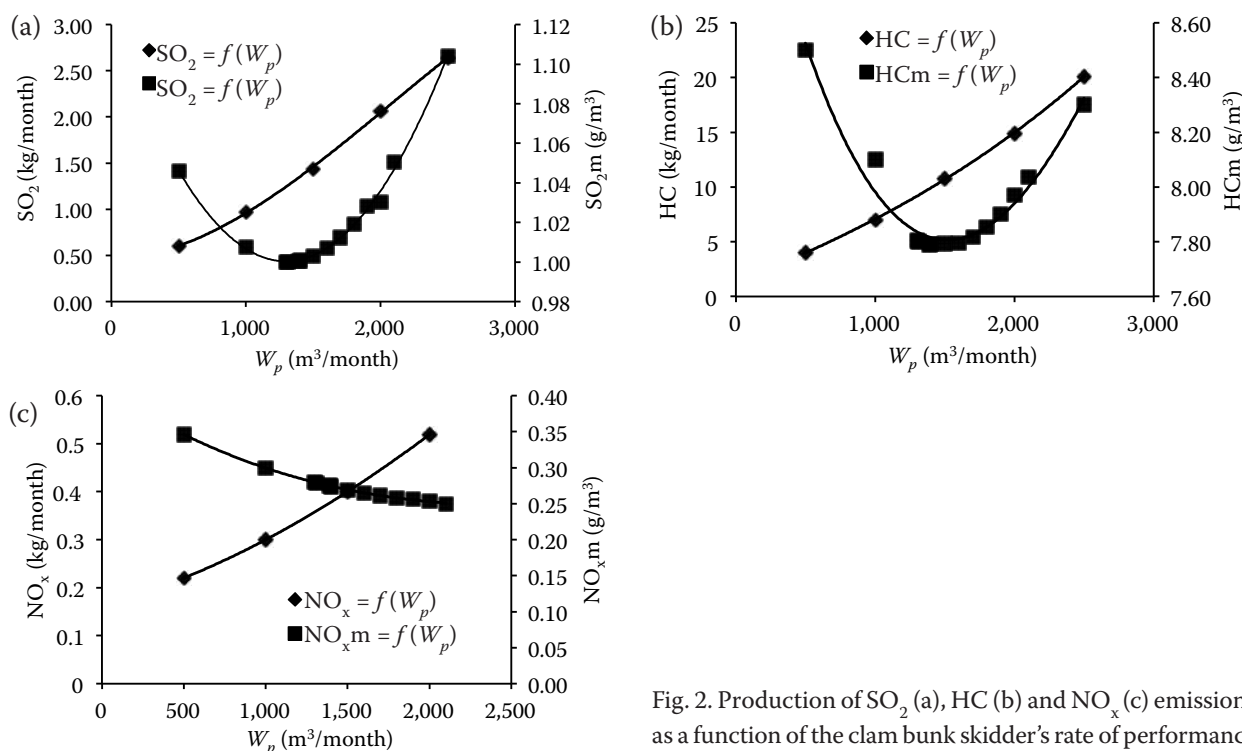 (a)
3.00
2.50
2.00
1.50
1.00
0.50
0.00
SO₂ (kg/month)
SO₂ = f(Wₚ)
SO₂ = f(Wₚ)
1.12
1.10
1.08
1.06
1.04
1.02
1.00
0.98
SO₂m (g/m³)
0 1,000 2,000 3,000
Wₚ (m³/month)
(b)
25
20
15
10
5
0
HC (kg/month)
HC = f(Wₚ)
HCm = f(Wₚ)
8.60
8.40
8.20
8.00
7.80
7.60
HCm (g/m³)
0 1,000 2,000 3,000
Wₚ (m³/month)
(c)
0.6
0.5
0.4
0.3
0.2
0.1
0
NOₓ (kg/month)
NOₓ = f(Wₚ)
NOₓm = f(Wₚ)
0.40
0.35
0.30
0.25
0.20
0.15
0.10
0.05
0.00
NOₓm (g/m³)
0 500 1,000 1,500 2,000 2,500
Wₚ (m³/month)
Fig. 2. Production of SO₂ (a), HC (b) and NOₓ (c) emission
as a function of the clam bunk skidder's rate of performanc